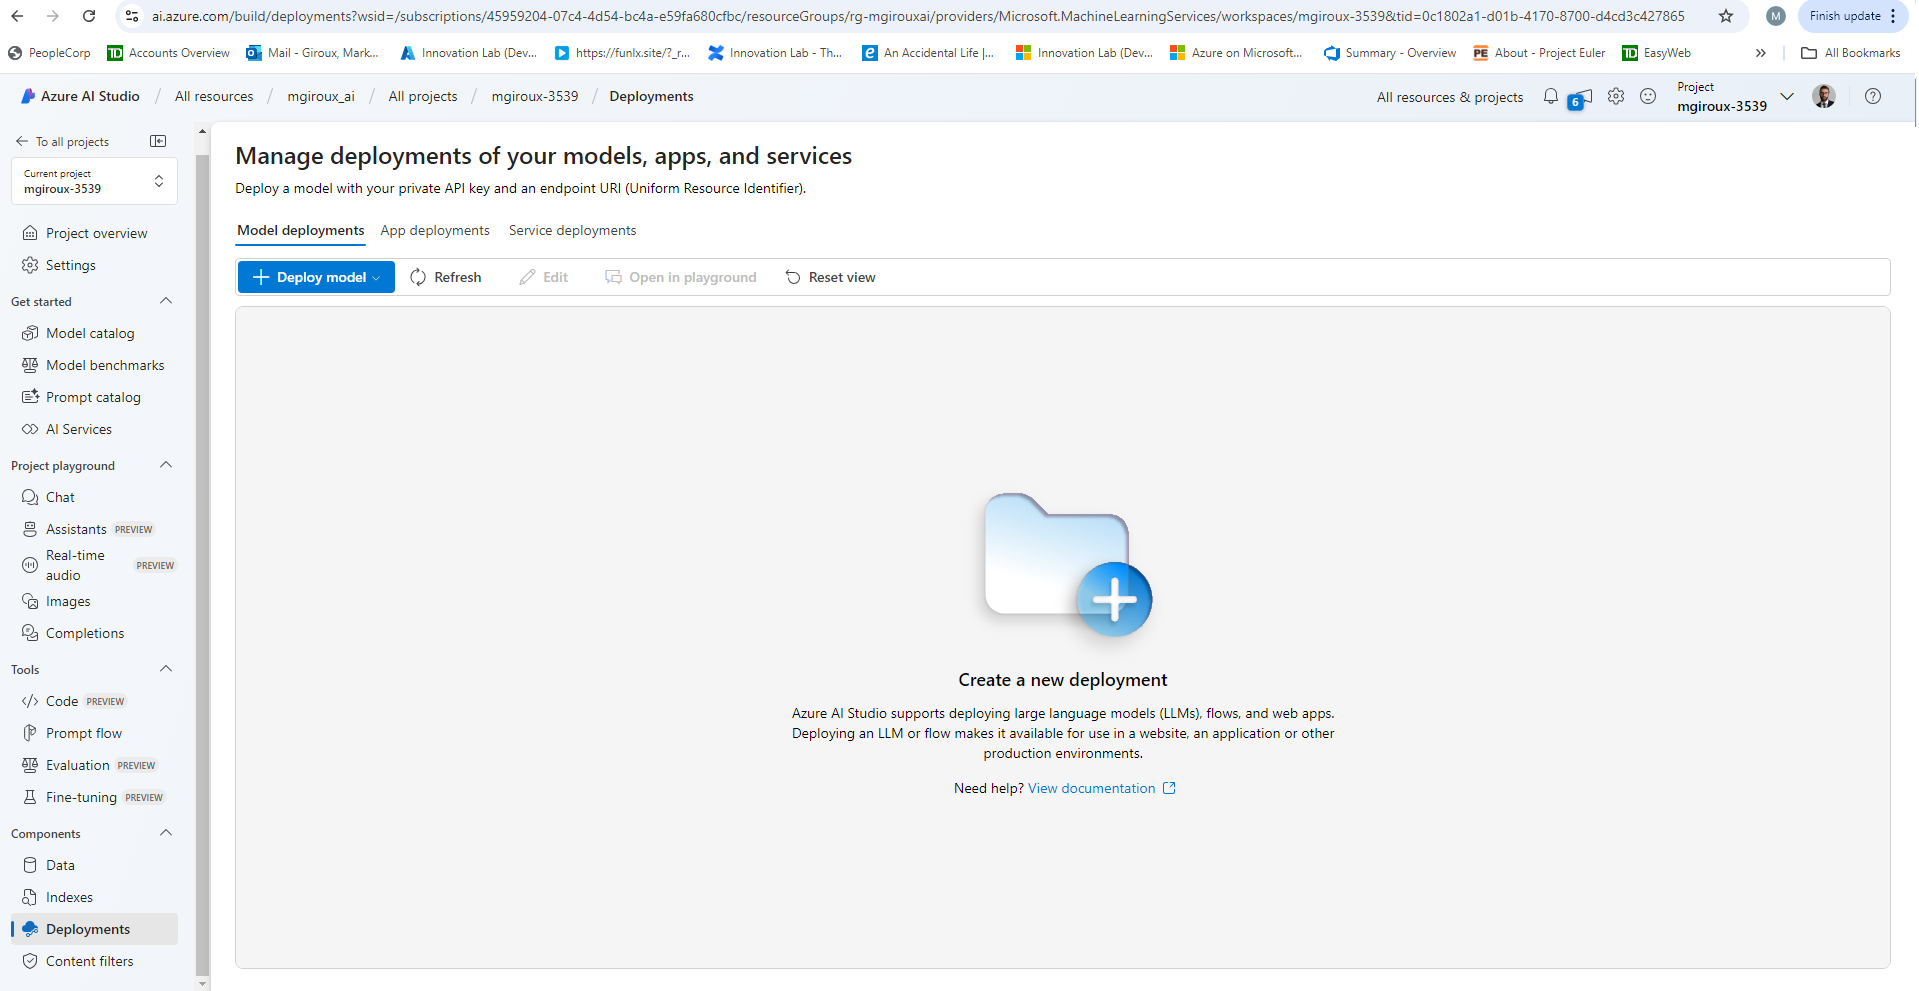 ai.azure.com/build/deployments?wsid=/subscriptions/45959204-07c4-4d54-bc4a-e59fa680cfbc/resourceGroups/rg-mgirouxai/providers/Microsoft.MachineLearningServices/workspaces/mgiroux-3539&tid=0c1802a1-d01b-4170-8700-d4cd3c427865
M
Finish update
PeopleCorp
TD Accounts Overview
Mail - Giroux, Mark...
Innovation Lab (Dev...
https://funlx.site/?_r...
Innovation Lab - Th...
An Accidental Life |...
Innovation Lab (Dev...
Azure on Microsoft...
Summary - Overview
PE About - Project Euler
TD EasyWeb
»
All Bookmarks
Azure AI Studio / All resources / mgiroux_ai / All projects / mgiroux-3539 / Deployments
All resources & projects
6
Project
mgiroux-3539
To all projects
Current project
mgiroux-3539
Project overview
Settings
Get started
Model catalog
Model benchmarks
Prompt catalog
AI Services
Project playground
Chat
Assistants PREVIEW
Real-time
audio
PREVIEW
Images
Completions
Tools
Code PREVIEW
Prompt flow
Evaluation PREVIEW
Fine-tuning PREVIEW
Components
Data
Indexes
Deployments
Content filters
Manage deployments of your models, apps, and services
Deploy a model with your private API key and an endpoint URI (Uniform Resource Identifier).
Model deployments App deployments Service deployments
Deploy model Refresh Edit Open in playground Reset view
Create a new deployment
Azure AI Studio supports deploying large language models (LLMs), flows, and web apps.
Deploying an LLM or flow makes it available for use in a website, an application or other
production environments.
Need help? View documentation